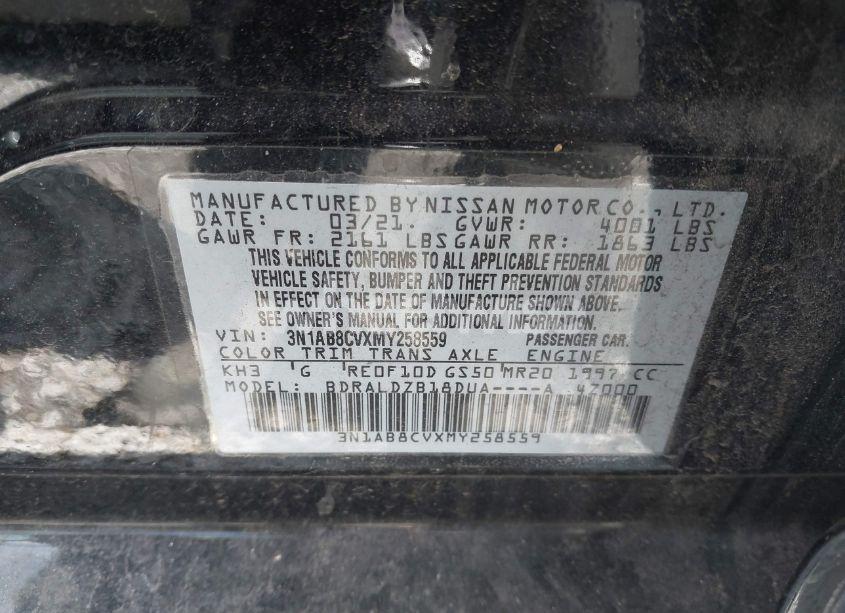 MANUFACTURED BY NISSAN MOTOR CO., LTD.
DATE: 03/21. GVWR: 4001 LBS
GAWR FR: 2161 LBS GAWR RR: 1863 LBS
THIS VEHICLE CONFORMS TO ALL APPLICABLE FEDERAL MOTOR
VEHICLE SAFETY, BUMPER AND THEFT PREVENTION STANDARDS
IN EFFECT ON THE DATE OF MANUFACTURE SHOWN ABOVE.
SEE OWNER'S MANUAL FOR ADDITIONAL INFORMATION.
VIN: 3N1AB8CVXMY258559 PASSENGER CAR.
COLOR TRIM TRANS AXLE ENGINE
KH3 'G 'RE0F10D GS50 'MR20 1997 CC
MODEL: BDRALDZB18DUA----A 4Z000
3N1AB8CVXMY258559